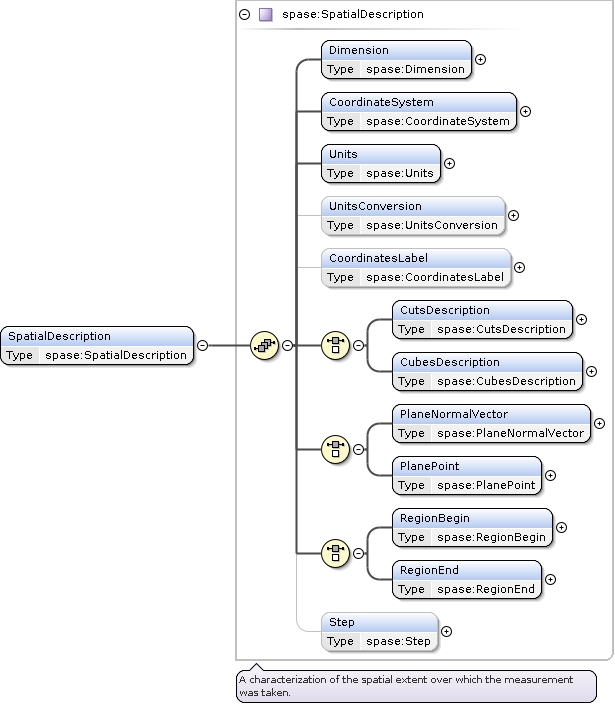 spase:SpatialDescription
Dimension
Type spase:Dimension
CoordinateSystem
Type spase:CoordinateSystem
Units
Type spase:Units
UnitsConversion
Type spase:UnitsConversion
CoordinatesLabel
Type spase:CoordinatesLabel
SpatialDescription
Type spase:SpatialDescription
CutsDescription
Type spase:CutsDescription
CubesDescription
Type spase:CubesDescription
PlaneNormalVector
Type spase:PlaneNormalVector
PlanePoint
Type spase:PlanePoint
RegionBegin
Type spase:RegionBegin
RegionEnd
Type spase:RegionEnd
Step
Type spase:Step
A characterization of the spatial extent over which the measurement
was taken.